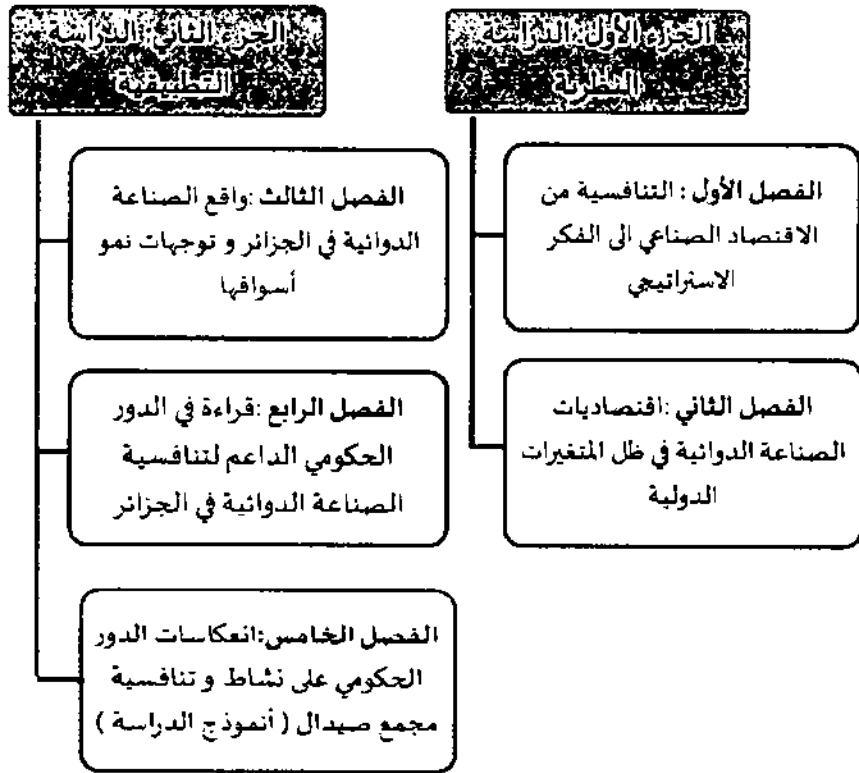 الجزء الأول: الدراسة
النظرية
الفصل الأول : التنافسية من
الاقتصاد الصناعي الى الفكر
الاستراتيجي
الفصل الثاني :اقتصاديات
الصناعة الدوائية في ظل المتغيرات
الدولية
الجزء الثاني: الدراسة
التطبيقية
الفصل الثالث :واقع الصناعة
الدوائية في الجزائر و توجهات نمو
أسواقها
الفصل الرابع :قراءة في الدور
الحكومي الداعم لتنافسية
الصناعة الدوائية في الجزائر
الفصل الخامس:انعكاسات الدور
الحكومي على نشاط و تنافسية
مجمع صيدال ( أنموذج الدراسة )